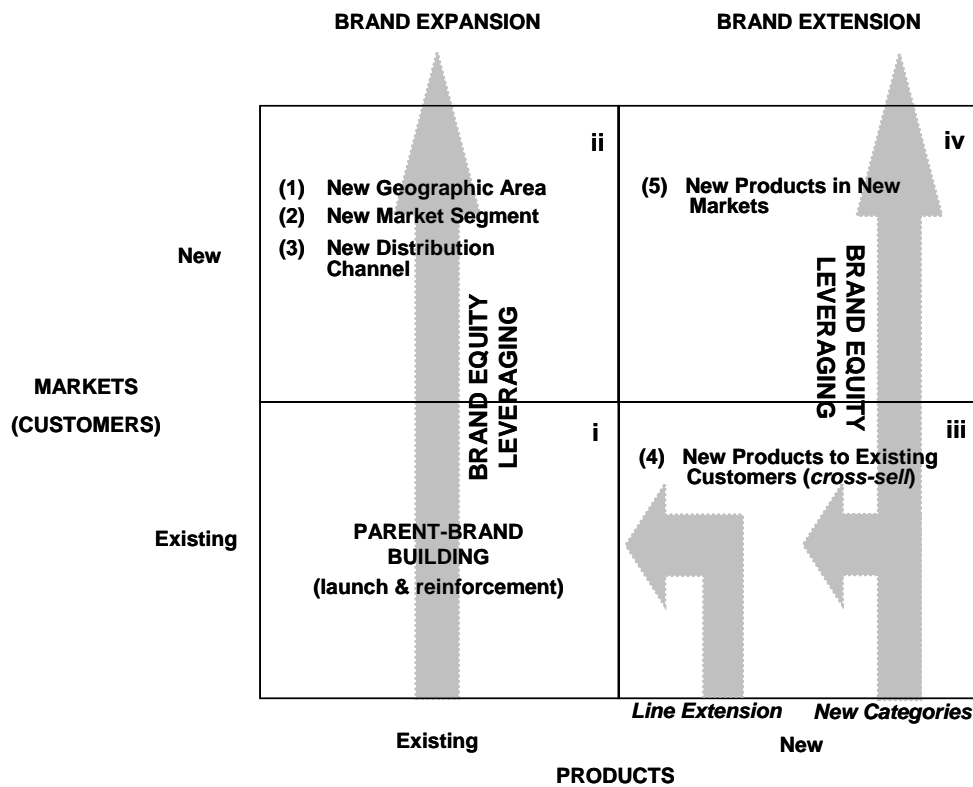 BRAND EXPANSION
BRAND EXTENSION
ii
iv
(1) New Geographic Area
(2) New Market Segment
(3) New Distribution
Channel
(5) New Products in New
Markets
New
BRAND EQUITY
LEVERAGING
BRAND EQUITY
LEVERAGING
MARKETS
(CUSTOMERS)
i
iii
(4) New Products to Existing
Customers (cross-sell)
Existing
PARENT-BRAND
BUILDING
(launch & reinforcement)
Line Extension
New Categories
Existing
New
PRODUCTS